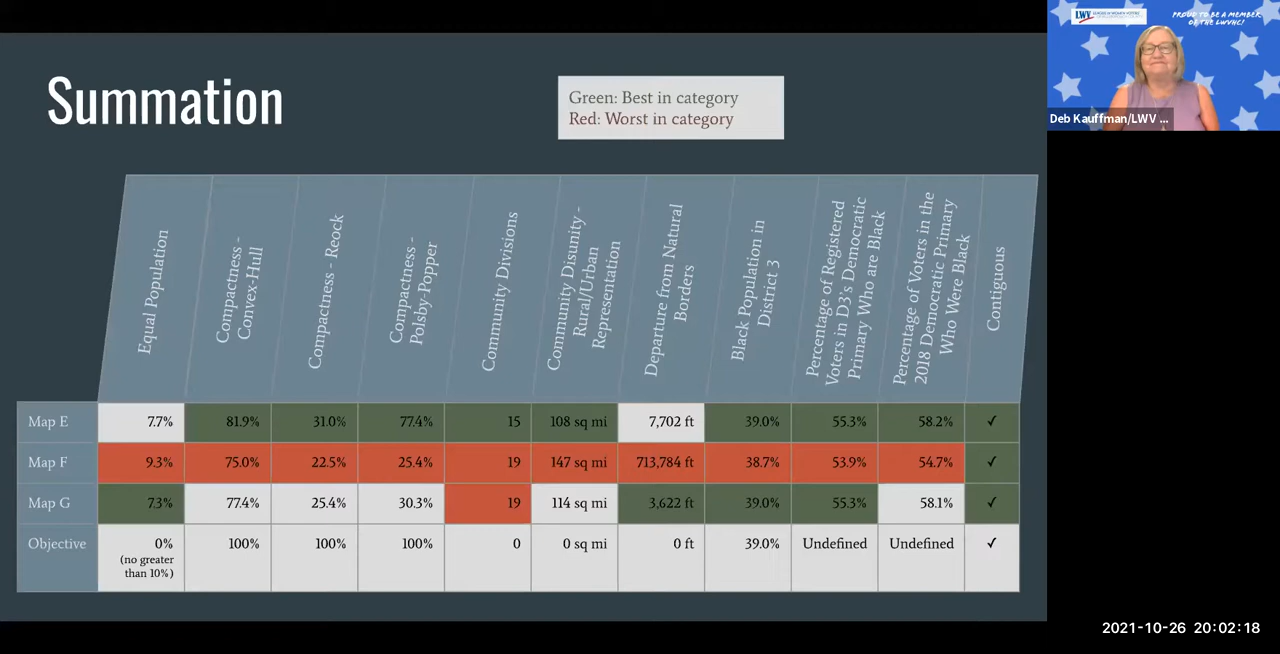 Summation
Green: Best in category
Red: Worst in category
LWV LEAGUE OF WOMEN VOTERS
PROUD TO BE A MEMBER
OF THE LWVHC!
Deb Kauffman/LWV ...
Equal Population
Compactness -
Convex-Hull
Compactness - Reock
Compactness -
Polsby-Popper
Community Divisions
Community Disunity -
Rural/Urban
Representation
Departure from Natural
Borders
Black Population in
District 3
Percentage of Registered
Voters in D3's Democratic
Primary Who are Black
Percentage of Voters in the
2018 Democratic Primary
Who Were Black
Contiguous
Map E 7.7% 81.9% 31.0% 77.4% 15 108 sq mi 7,702 ft 39.0% 55.3% 58.2% ✓
Map F 9.3% 75.0% 22.5% 25.4% 19 147 sq mi 713,784 ft 38.7% 53.9% 54.7% ✓
Map G 7.3% 77.4% 25.4% 30.3% 19 114 sq mi 3,622 ft 39.0% 55.3% 58.1% ✓
Objective 0% 100% 100% 100% 0 0 sq mi 0 ft 39.0% Undefined Undefined ✓
(no greater
than 10%)
2021-10-26 20:02:18